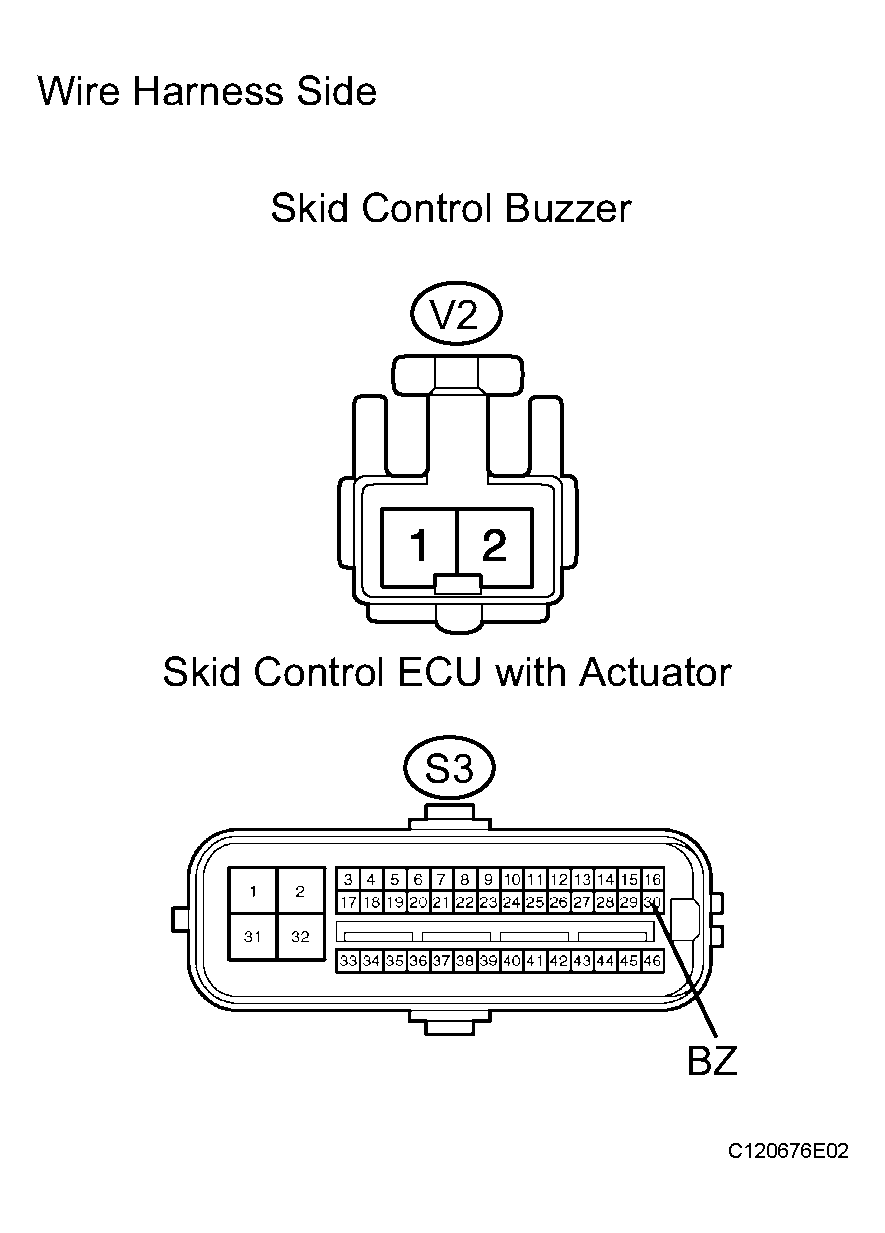 Wire Harness Side
Skid Control Buzzer
V2
1 2
Skid Control ECU with Actuator
S3
1 2 3 4 5 6 7 8 9 10 11 12 13 14 15 16
17 18 19 20 21 22 23 24 25 26 27 28 29 30
31 32
33 34 35 36 37 38 39 40 41 42 43 44 45 46
BZ
C120676E02